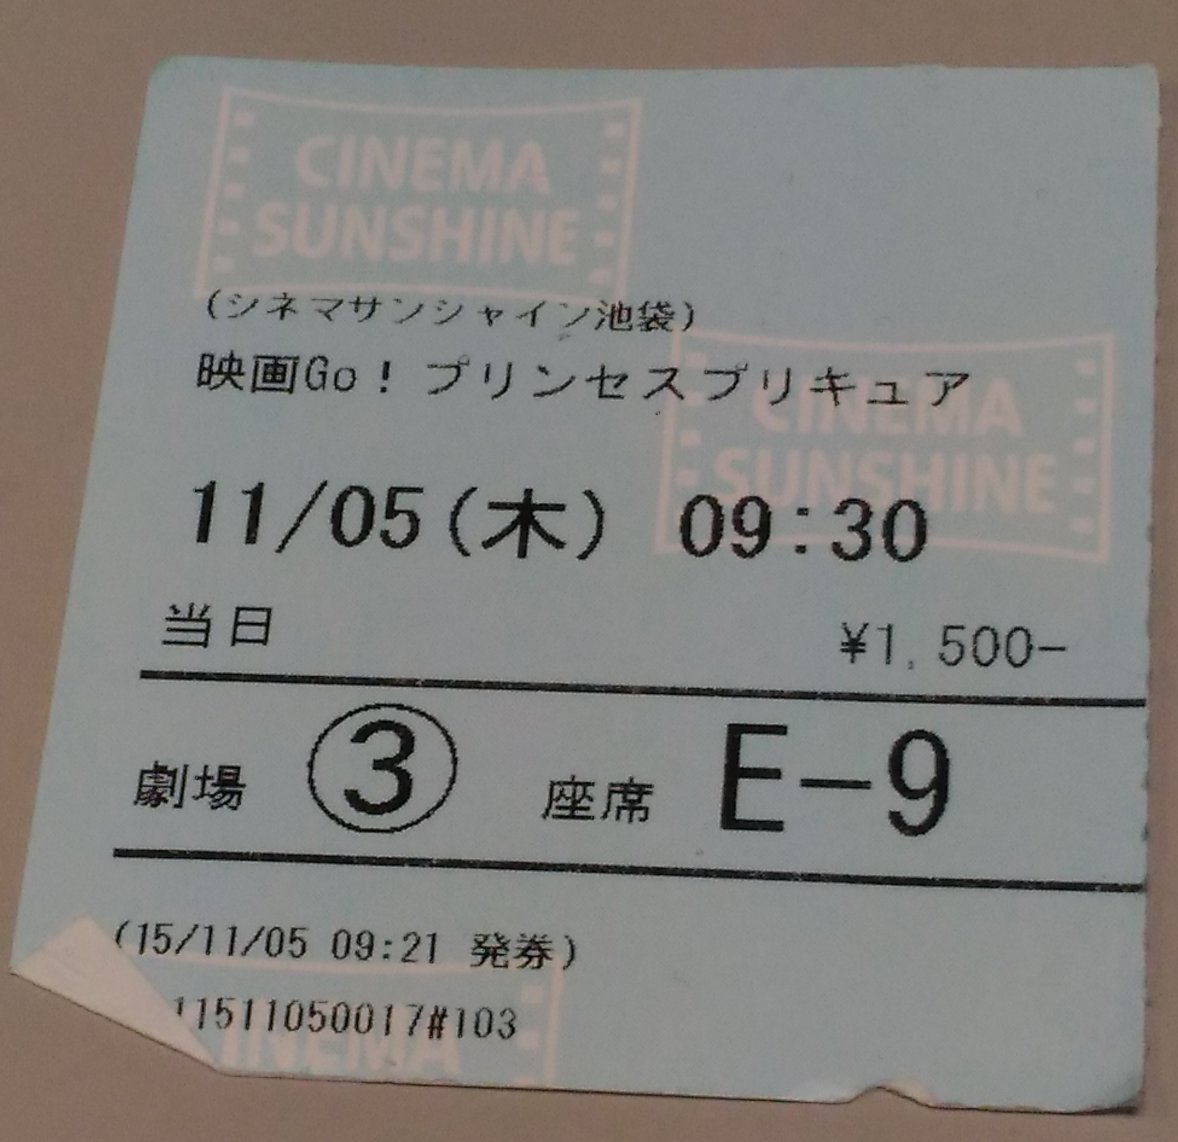 CINEMA
SUNSHINE
(シネマサンシャイン池袋)
映画Go!プリンセスプリキュア
CINEMA
SUNSHINE
11/05(木) 09:30
当日 ¥1,500-
劇場 ③ 座席 E-9
(15/11/05 09:21 発券)
11511050017#103
CINEMA